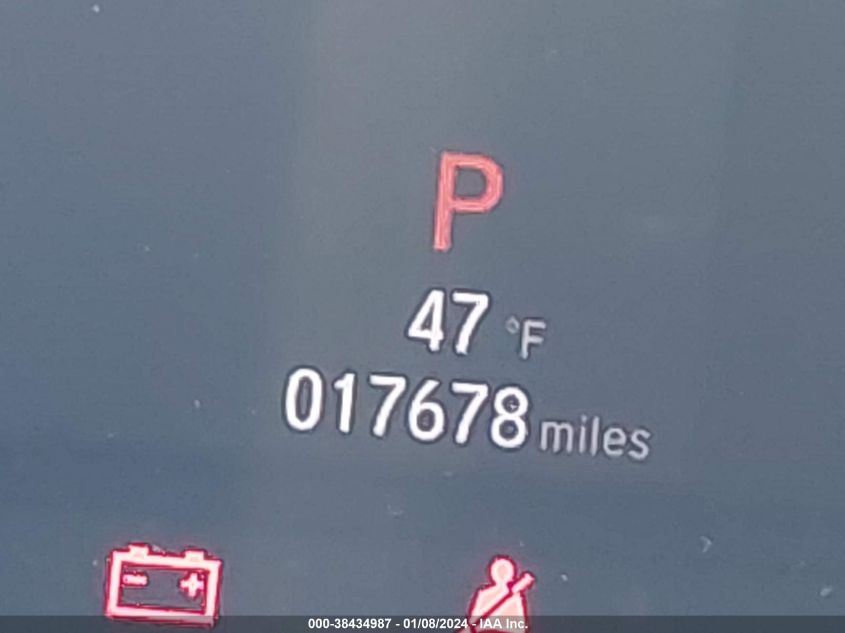 P
47 °F
017678 miles
000-38434987 - 01/08/2024 - IAA Inc.